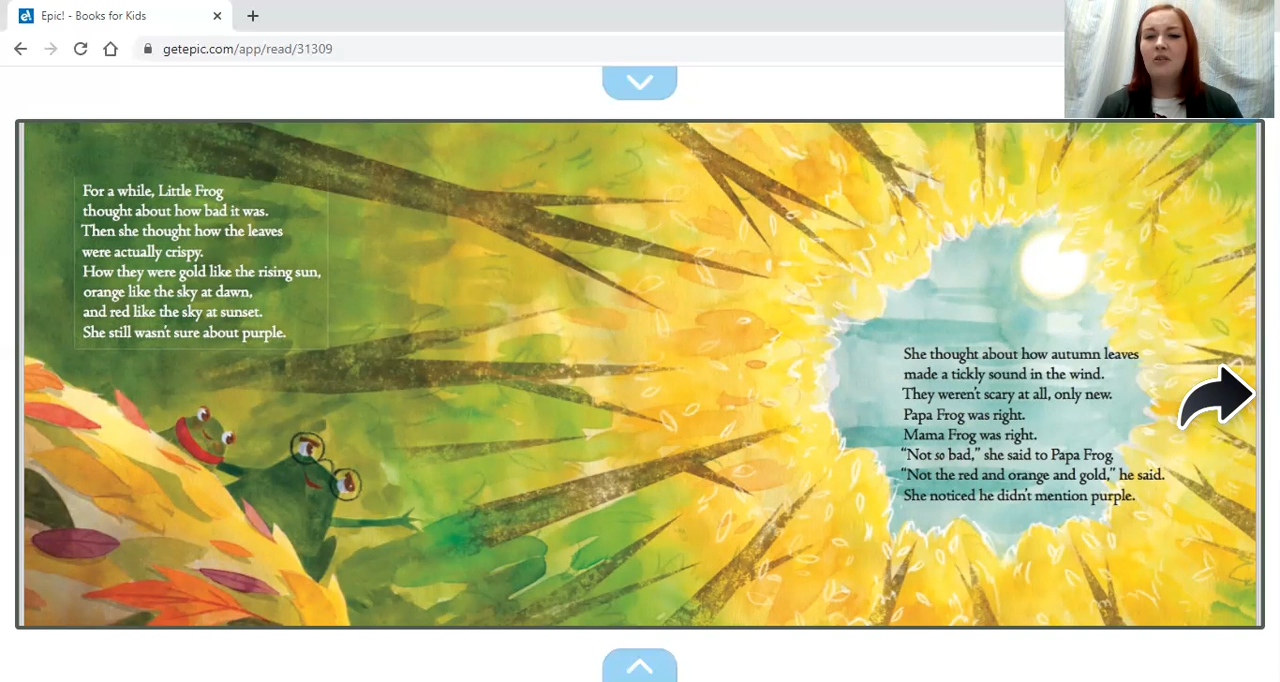 Epic! - Books for Kids
getepic.com/app/read/31309
For a while, Little Frog
thought about how bad it was.
Then she thought how the leaves
were actually crispy.
How they were gold like the rising sun,
orange like the sky at dawn,
and red like the sky at sunset.
She still wasn't sure about purple.
She thought about how autumn leaves
made a tickly sound in the wind.
They weren't scary at all, only new.
Papa Frog was right.
Mama Frog was right.
"Not so bad," she said to Papa Frog.
"Not the red and orange and gold," he said.
She noticed he didn't mention purple.